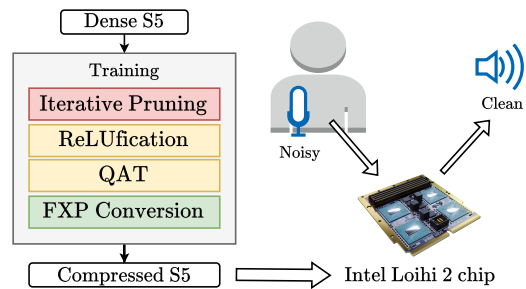 Dense S5
Training
Iterative Pruning
ReLUfication
QAT
FXP Conversion
Compressed S5
Noisy
Clean
Intel Loihi 2 chip